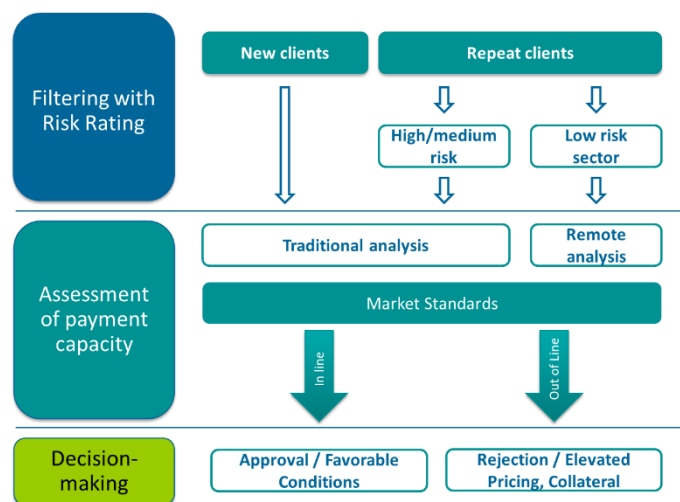 New clients
Repeat clients
Filtering with
Risk Rating
High/medium
risk
Low risk
sector
Traditional analysis
Remote
analysis
Assessment
of payment
capacity
Market Standards
In line
Out of Line
Decision-
making
Approval / Favorable
Conditions
Rejection / Elevated
Pricing, Collateral